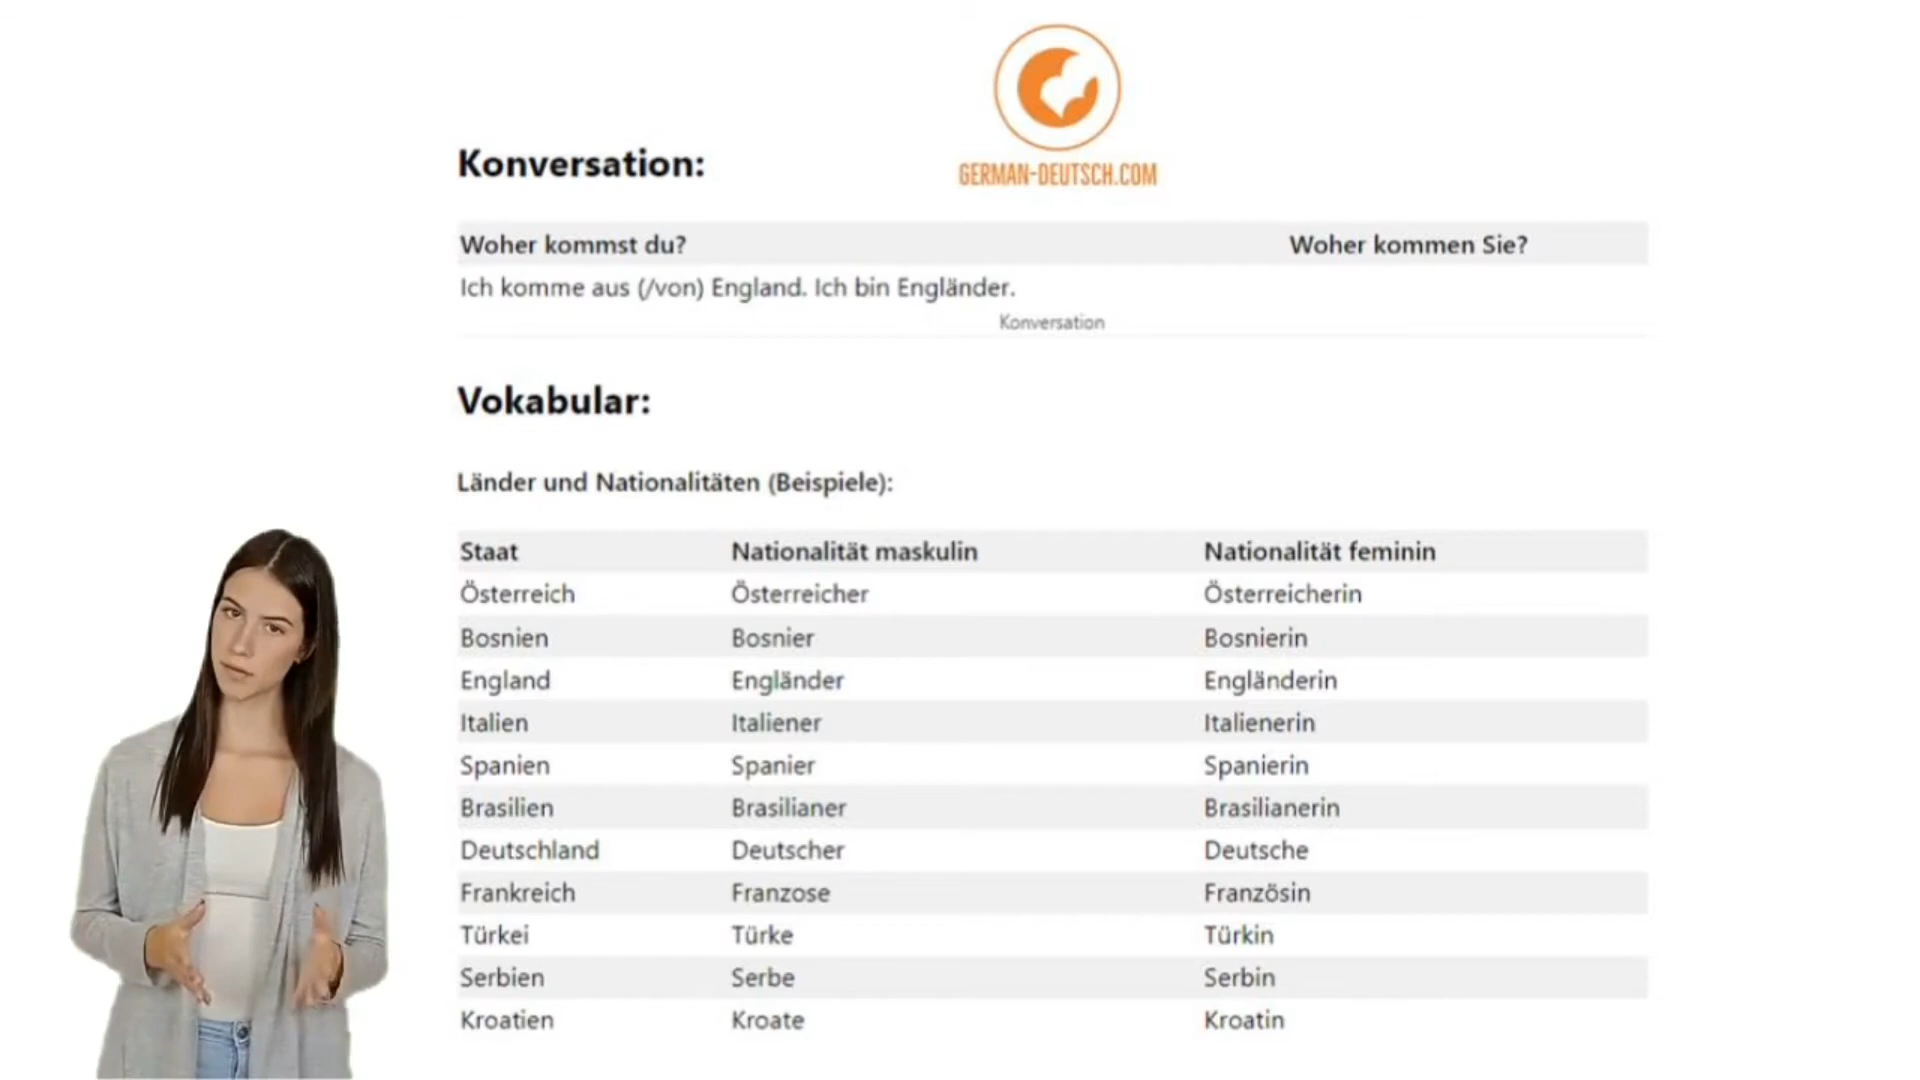 GERMAN-DEUTSCH.COM
Konversation:
Woher kommst du? Woher kommen Sie?
Ich komme aus (/von) England. Ich bin Engländer.
Konversation
Vokabular:
Länder und Nationalitäten (Beispiele):
Staat Nationalität maskulin Nationalität feminin
Österreich Österreicher Österreicherin
Bosnien Bosnier Bosnierin
England Engländer Engländerin
Italien Italiener Italienerin
Spanien Spanier Spanierin
Brasilien Brasilianer Brasilianerin
Deutschland Deutscher Deutsche
Frankreich Franzose Französin
Türkei Türke Türkin
Serbien Serbe Serbin
Kroatien Kroate Kroatin